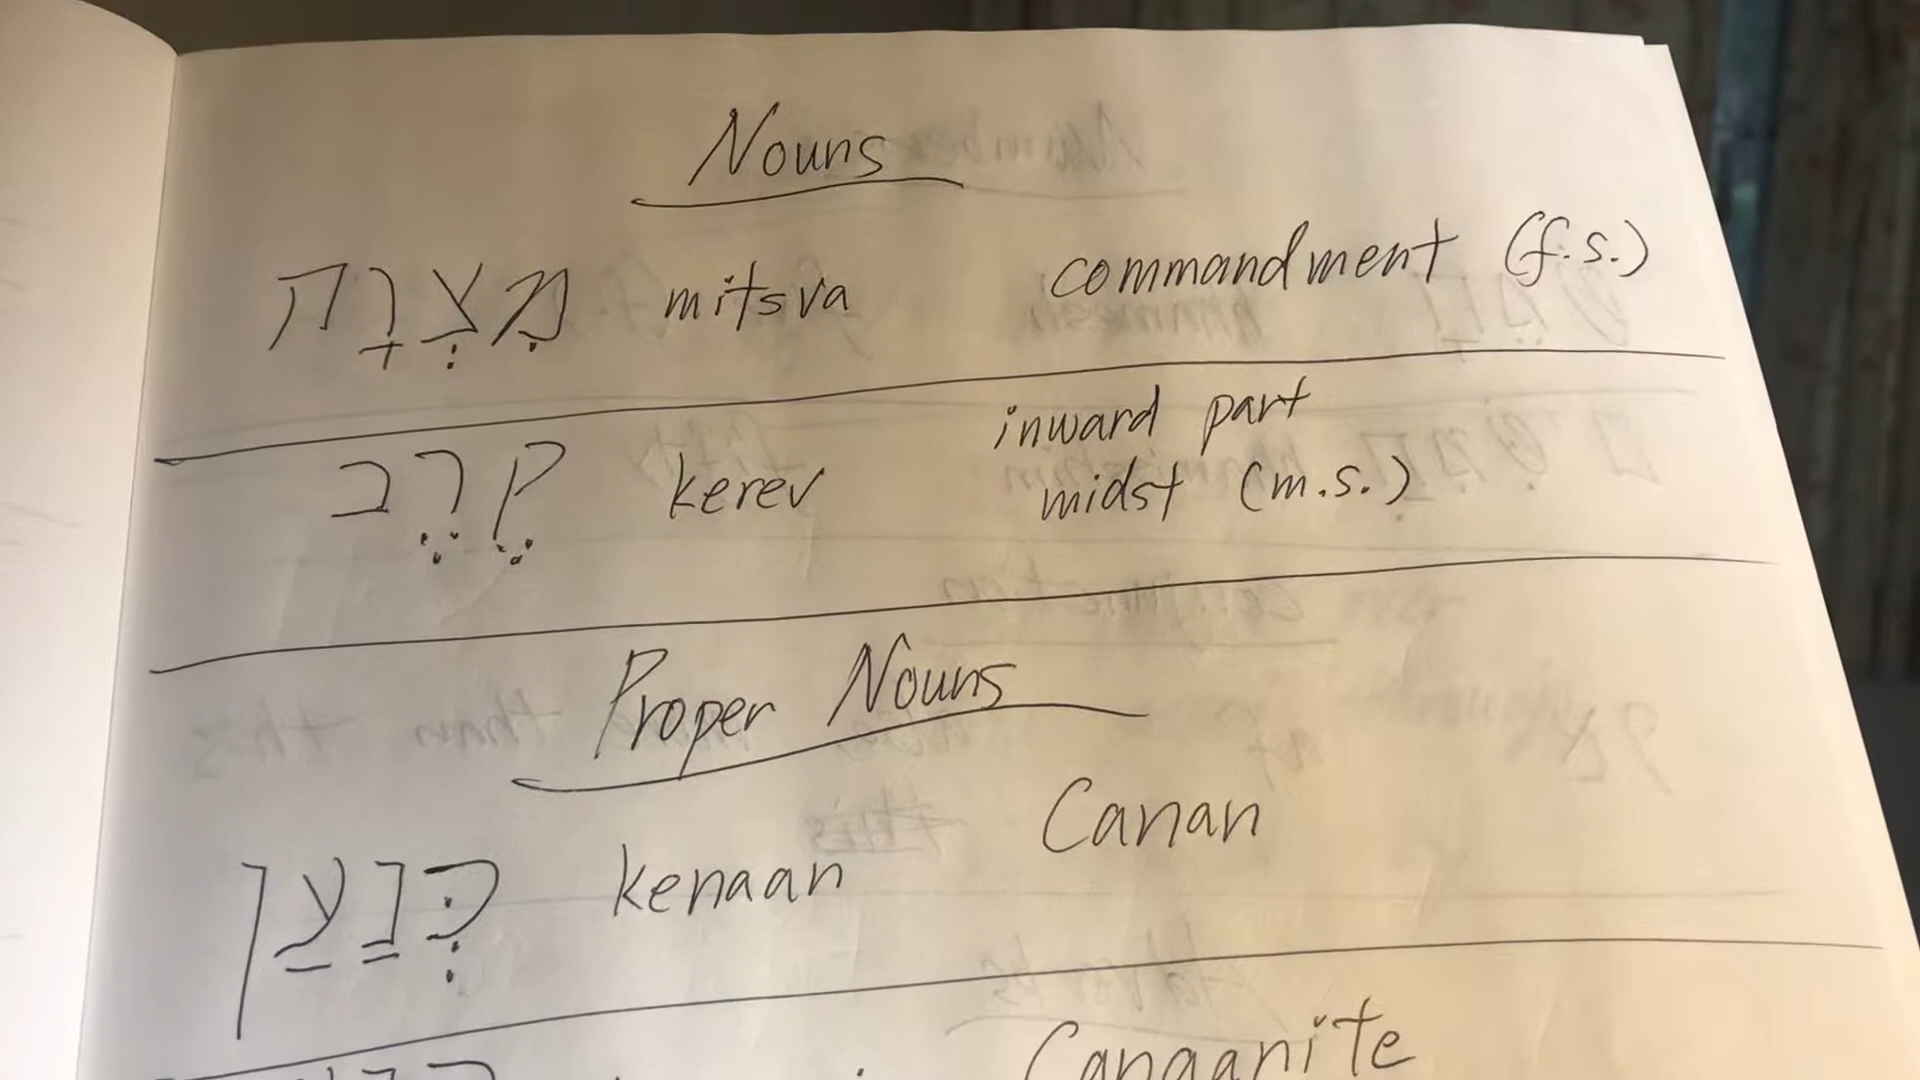 Nouns
מִצְוָה mitsva commandment (f.s.)
קֶרֶב kerev inward part
midst (m.s.)
Proper Nouns
כְּנַעַן kenaan Canan
Canaanite